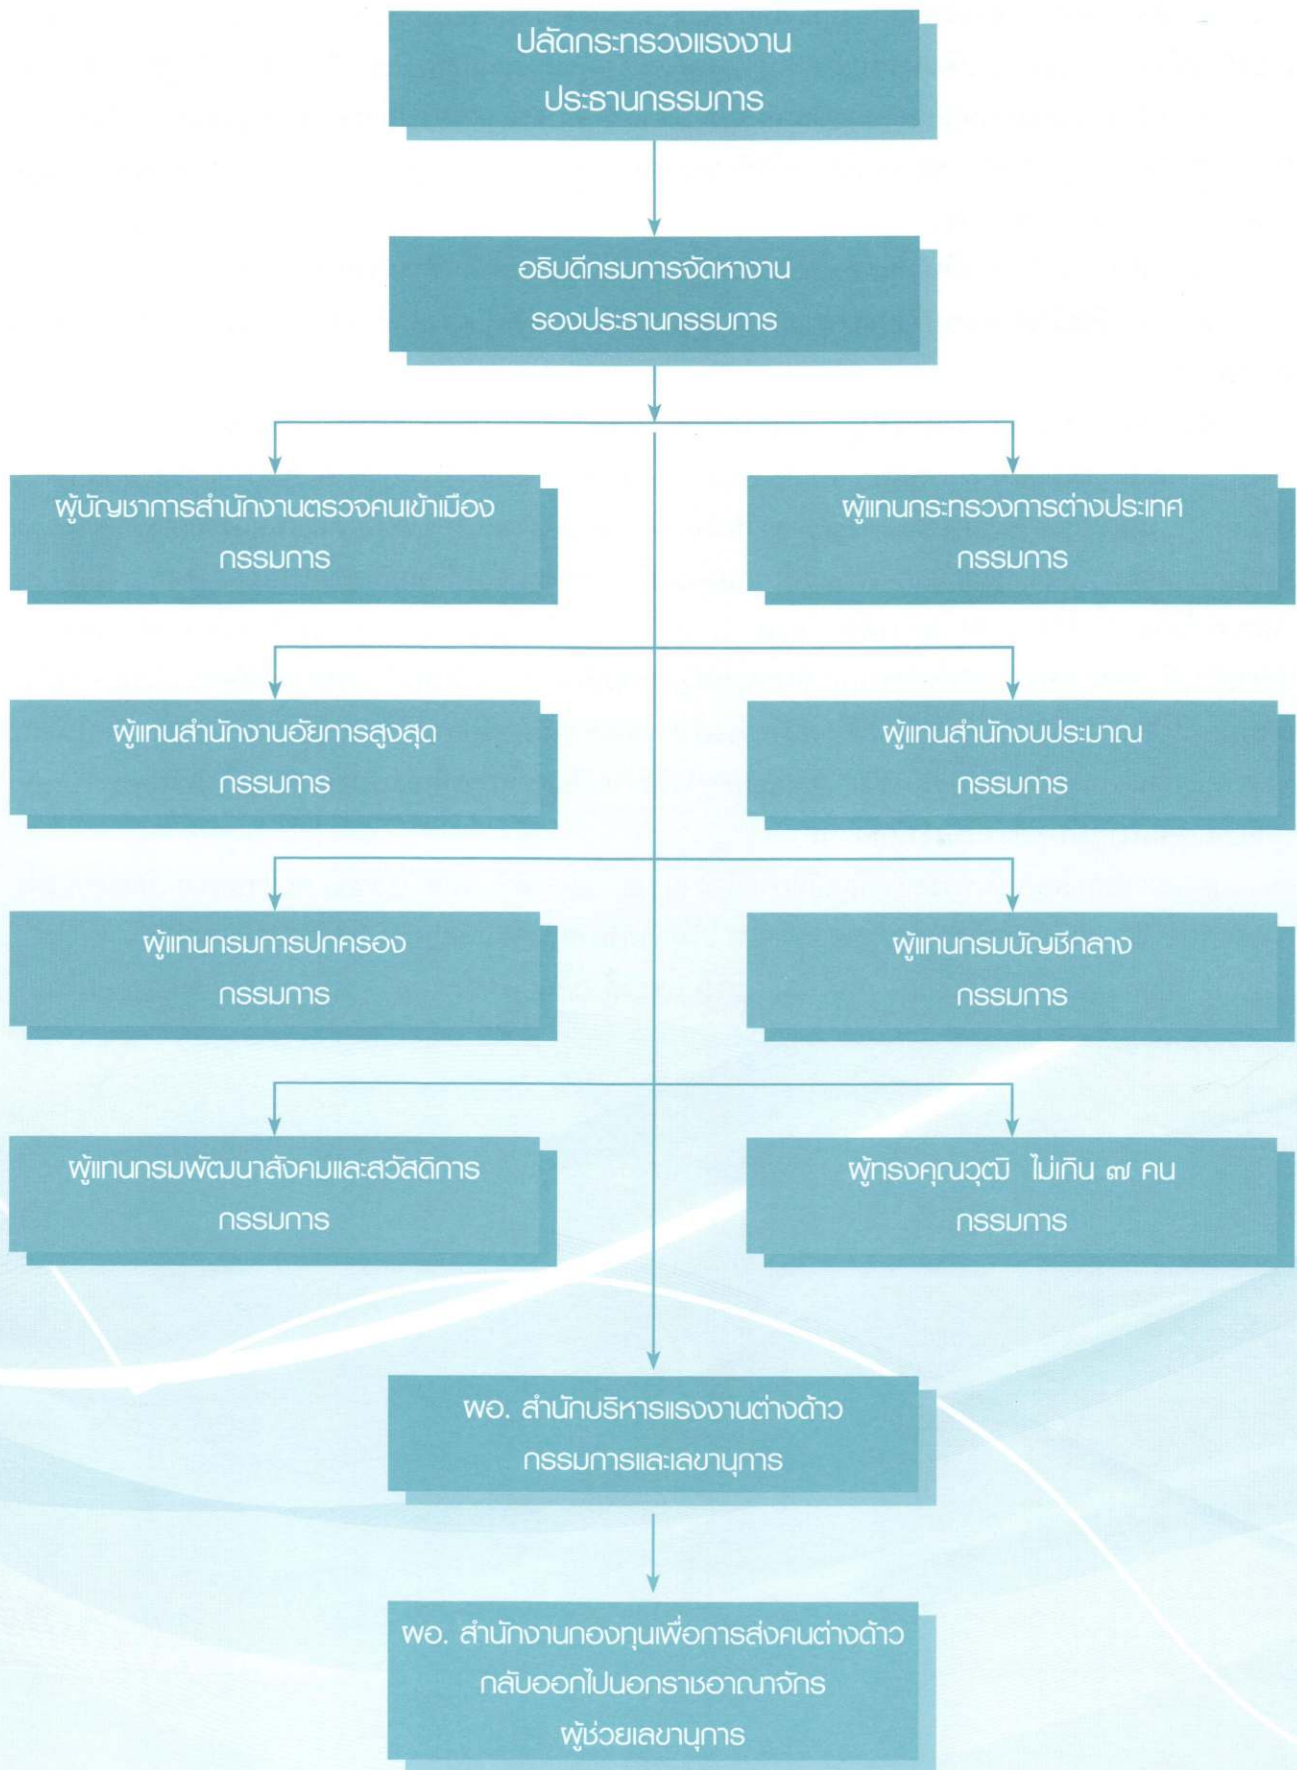 ปลัดกระทรวงแรงงาน
ประธานกรรมการ
อธิบดีกรมการจัดหางาน
รองประธานกรรมการ
ผู้บัญชาการสำนักงานตรวจคนเข้าเมือง
กรรมการ
ผู้แทนกระทรวงการต่างประเทศ
กรรมการ
ผู้แทนสำนักงานอัยการสูงสุด
กรรมการ
ผู้แทนสำนักงบประมาณ
กรรมการ
ผู้แทนกรมการปกครอง
กรรมการ
ผู้แทนกรมบัญชีกลาง
กรรมการ
ผู้แทนกรมพัฒนาสังคมและสวัสดิการ
กรรมการ
ผู้ทรงคุณวุฒิ ไม่เกิน ๗ คน
กรรมการ
ผอ. สำนักบริหารแรงงานต่างด้าว
กรรมการและเลขานุการ
ผอ. สำนักงานกองทุนเพื่อการส่งคนต่างด้าว
กลับออกไปนอกราชอาณาจักร
ผู้ช่วยเลขานุการ